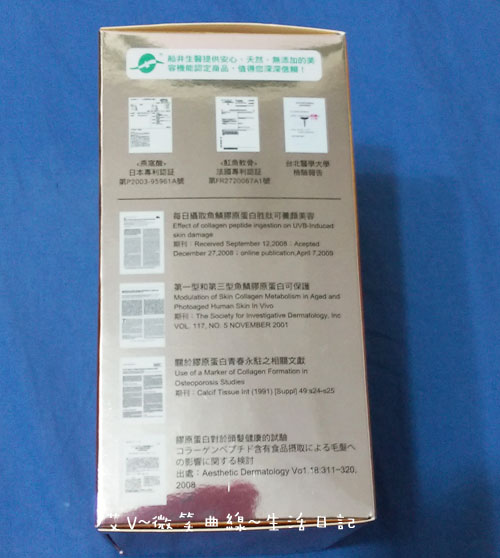 船井生醫提供安心、天然、無添加的美
容機能認定商品，值得您深深信賴！
«燕窩酸»
日本專利認証
第P2003-95961A號
«魟魚軟骨»
法國專利認証
第FR2720067A1號
台北醫學大學
檢驗報告
每日攝取魚鱗膠原蛋白胜肽可養顏美容
Effect of collagen peptide ingestion on UVB-Induced
skin damage
期刊：Received September 12,2008；Acepted
December 27,2008；online publication,April 7,2009
第一型和第三型魚鱗膠原蛋白可保護
Modulation of Skin Collagen Metabolism in Aged and
Photoaged Human Skin In Vivo
期刊：The Society for Investigative Dermatology, Inc
VOL. 117, NO. 5 NOVEMBER 2001
關於膠原蛋白青春永駐之相關文獻
Use of a Marker of Collagen Formation in
Osteoporosis Studies
期刊：Calcif Tissue Int (1991) [Suppl] 49:s24-s25
膠原蛋白對於頭髮健康的試驗
コラーゲンペプチド含有食品摂取による毛髮へ
の影響に関する検討
出處：Aesthetic Dermatology Vo1.18:311~320,
2008
V~微笑曲線~生活日記